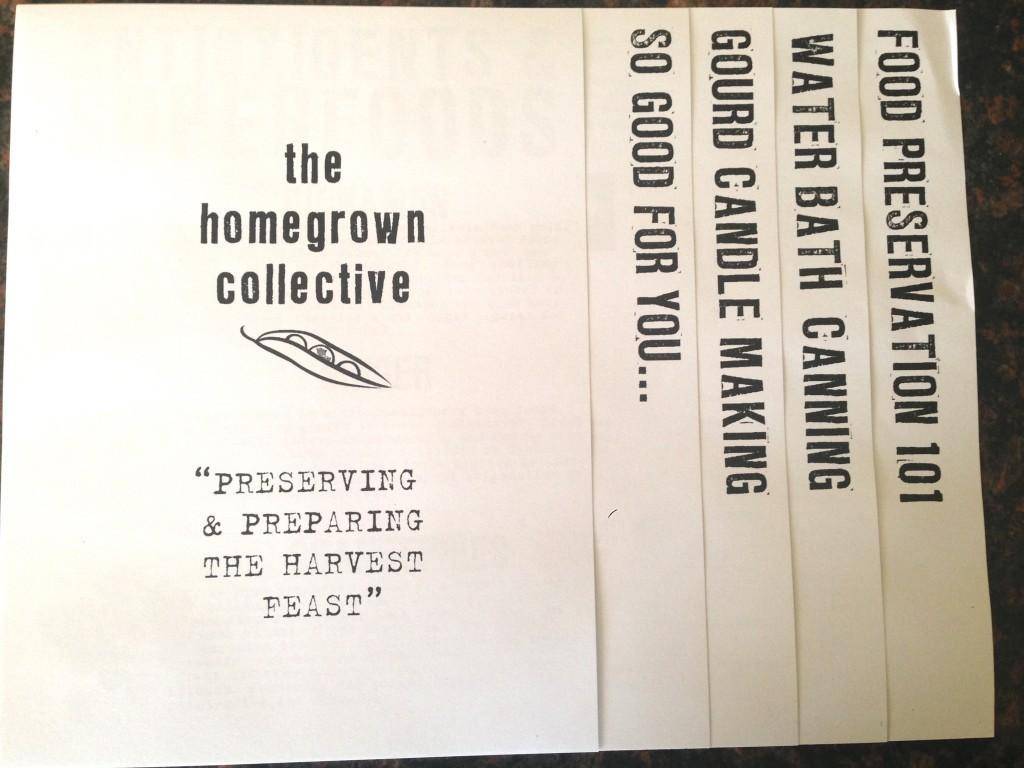 the
homegrown
collective
“PRESERVING
& PREPARING
THE HARVEST
FEAST”
SO GOOD FOR YOU...
GOURD CANDLE MAKING
WATER BATH CANNING
FOOD PRESERVATION 101